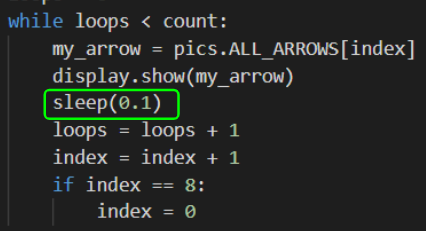 while loops < count:
    my_arrow = pics.ALL_ARROWS[index]
    display.show(my_arrow)
    sleep(0.1)
    loops = loops + 1
    index = index + 1
    if index == 8:
        index = 0